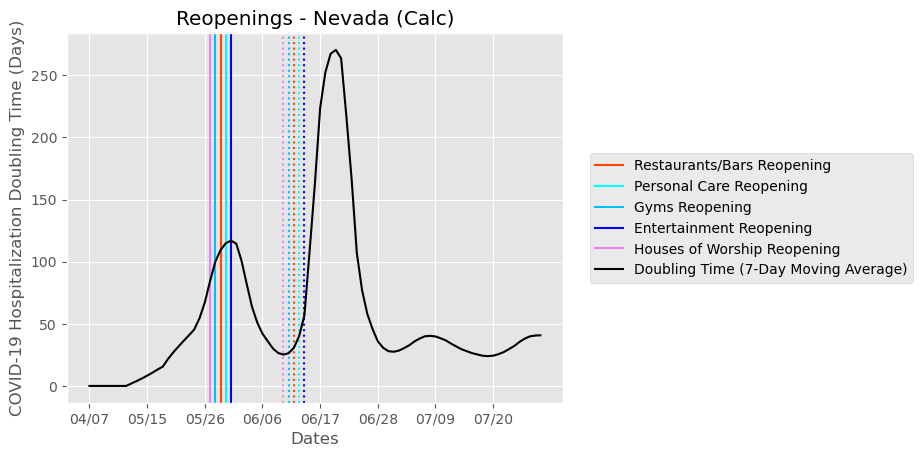 Reopenings - Nevada (Calc)
COVID-19 Hospitalization Doubling Time (Days)
250
200
150
100
50
0
04/07 05/15 05/26 06/06 06/17 06/28 07/09 07/20
Dates
Restaurants/Bars Reopening
Personal Care Reopening
Gyms Reopening
Entertainment Reopening
Houses of Worship Reopening
Doubling Time (7-Day Moving Average)